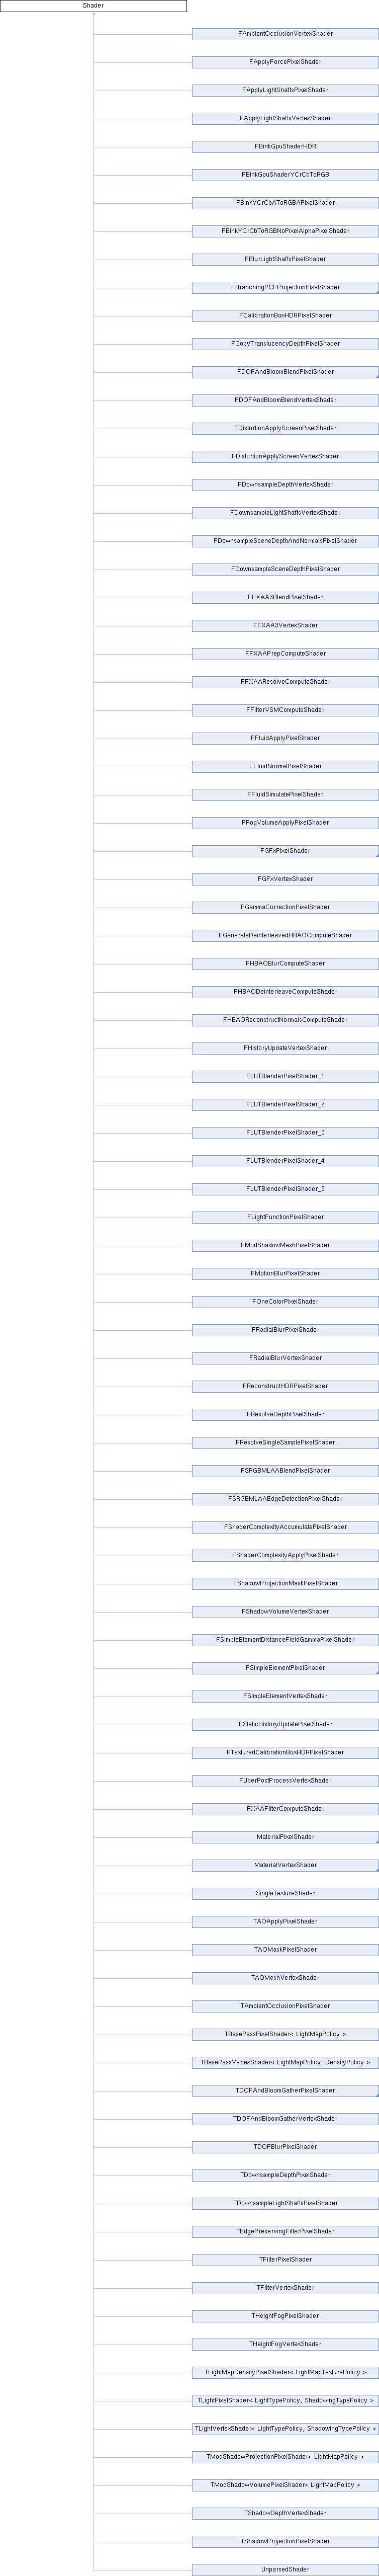 Shader
FAmbientOcclusionVertexShader
FApplyForcePixelShader
FApplyLightShaftsPixelShader
FApplyLightShaftsVertexShader
FBinkGpuShaderHDR
FBinkGpuShaderYCrCbToRGB
FBinkYCrCbAToRGBAPixelShader
FBinkYCrCbToRGBNoPixelAlphaPixelShader
FBlurLightShaftsPixelShader
FBranchingPCFProjectionPixelShader
FCalibrationBoxHDRPixelShader
FCopyTranslucencyDepthPixelShader
FDOFAndBloomBlendPixelShader
FDOFAndBloomBlendVertexShader
FDistortionApplyScreenPixelShader
FDistortionApplyScreenVertexShader
FDownsampleDepthVertexShader
FDownsampleLightShaftsVertexShader
FDownsampleSceneDepthAndNormalsPixelShader
FDownsampleSceneDepthPixelShader
FFXAA3BlendPixelShader
FFXAA3VertexShader
FFXAAPrepComputeShader
FFXAAResolveComputeShader
FFilterVSMComputeShader
FFluidApplyPixelShader
FFluidNormalPixelShader
FFluidSimulatePixelShader
FFogVolumeApplyPixelShader
FGFxPixelShader
FGFxVertexShader
FGammaCorrectionPixelShader
FGenerateDeinterleavedHBAOComputeShader
FHBAOBlurComputeShader
FHBAODeinterleaveComputeShader
FHBAOReconstructNormalsComputeShader
FHistoryUpdateVertexShader
FLUTBlenderPixelShader_1
FLUTBlenderPixelShader_2
FLUTBlenderPixelShader_3
FLUTBlenderPixelShader_4
FLUTBlenderPixelShader_5
FLightFunctionPixelShader
FModShadowMeshPixelShader
FMotionBlurPixelShader
FOneColorPixelShader
FRadialBlurPixelShader
FRadialBlurVertexShader
FReconstructHDRPixelShader
FResolveDepthPixelShader
FResolveSingleSamplePixelShader
FSRGBMLAABlendPixelShader
FSRGBMLAAEdgeDetectionPixelShader
FShaderComplexityAccumulatePixelShader
FShaderComplexityApplyPixelShader
FShadowProjectionMaskPixelShader
FShadowVolumeVertexShader
FSimpleElementDistanceFieldGammaPixelShader
FSimpleElementPixelShader
FSimpleElementVertexShader
FStaticHistoryUpdatePixelShader
FTexturedCalibrationBoxHDRPixelShader
FUberPostProcessVertexShader
FXAAFilterComputeShader
MaterialPixelShader
MaterialVertexShader
SingleTextureShader
TAOApplyPixelShader
TAOMaskPixelShader
TAOMeshVertexShader
TAmbientOcclusionPixelShader
TBasePassPixelShader< LightMapPolicy >
TBasePassVertexShader< LightMapPolicy, DensityPolicy >
TDOFAndBloomGatherPixelShader
TDOFAndBloomGatherVertexShader
TDOFBlurPixelShader
TDownsampleDepthPixelShader
TDownsampleLightShaftsPixelShader
TEdgePreservingFilterPixelShader
TFilterPixelShader
TFilterVertexShader
THeightFogPixelShader
THeightFogVertexShader
TLightMapDensityPixelShader< LightMapTexturePolicy >
TLightPixelShader< LightTypePolicy, ShadowingTypePolicy >
TLightVertexShader< LightTypePolicy, ShadowingTypePolicy >
TModShadowProjectionPixelShader< LightMapPolicy >
TModShadowVolumePixelShader< LightMapPolicy >
TShadowDepthVertexShader
TShadowProjectionPixelShader
UnparsedShader